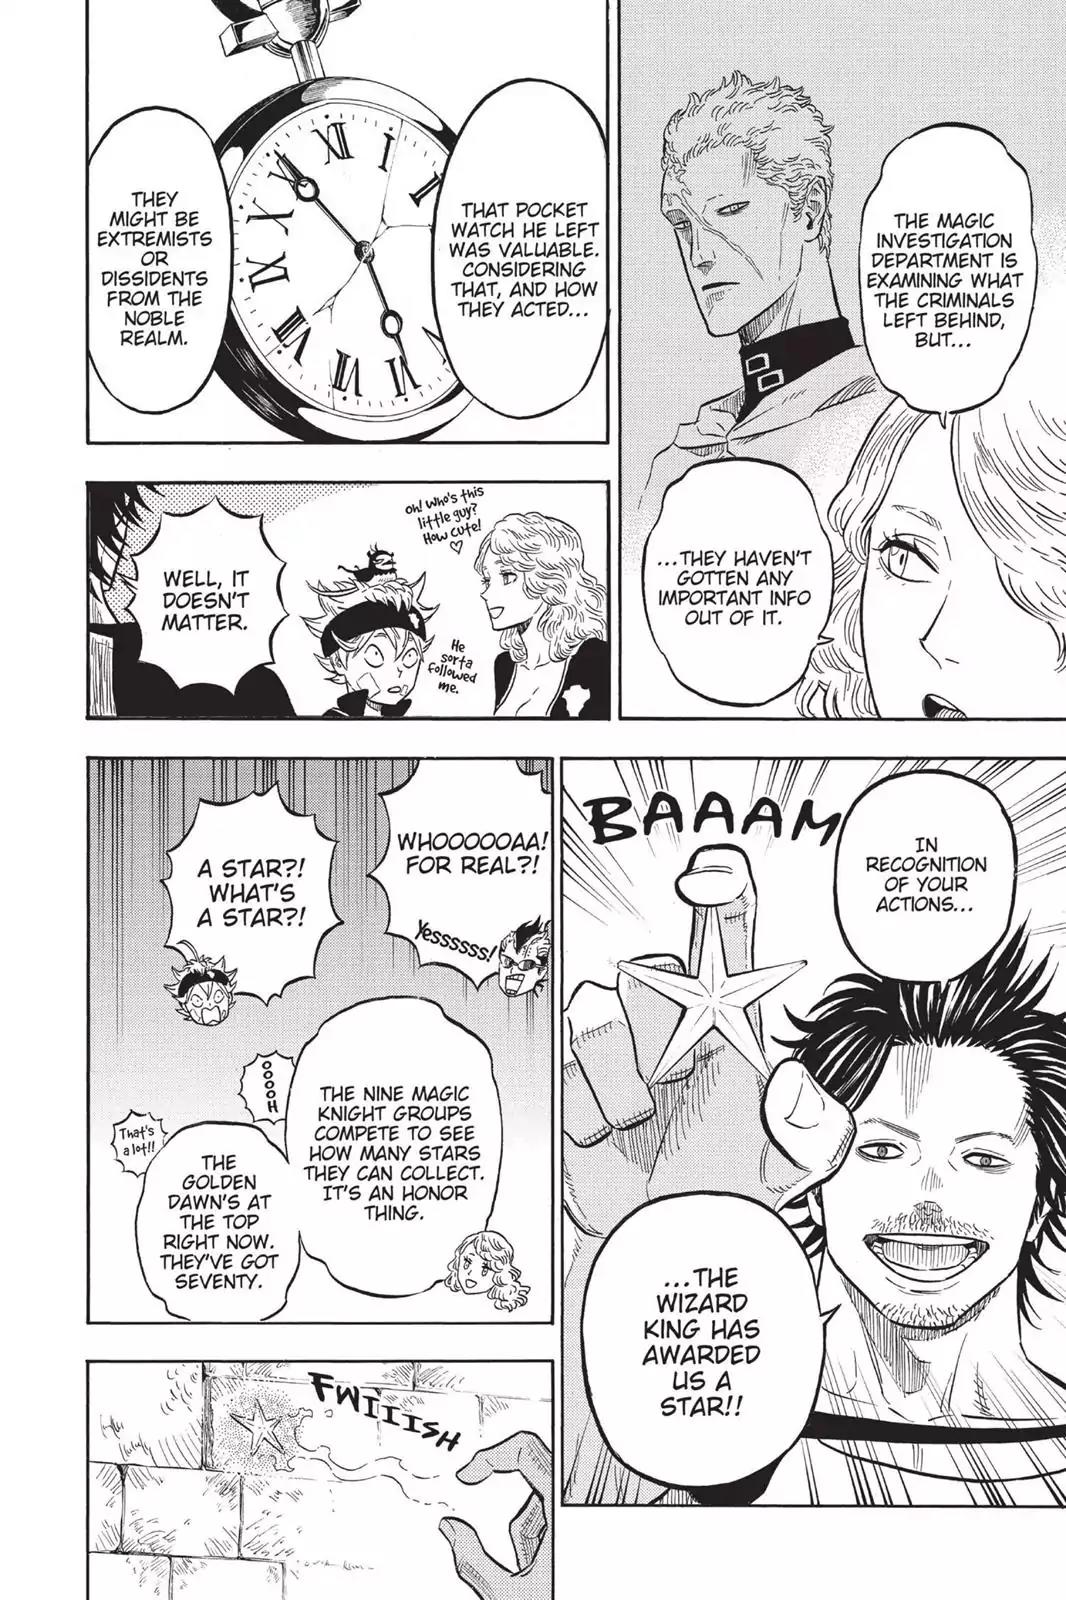 THE MAGIC
INVESTIGATION
DEPARTMENT IS
EXAMINING WHAT
THE CRIMINALS
LEFT BEHIND,
BUT...
...THEY HAVEN'T
GOTTEN ANY
IMPORTANT INFO
OUT OF IT.
THAT POCKET
WATCH HE LEFT
WAS VALUABLE.
CONSIDERING
THAT, AND HOW
THEY ACTED...
THEY
MIGHT BE
EXTREMISTS
OR
DISSIDENTS
FROM THE
NOBLE
REALM.
Oh! Who's this
little guy?
How cute!
♡
He
sorta
followed
me.
WELL, IT
DOESN'T
MATTER.
IN
RECOGNITION
OF YOUR
ACTIONS...
BAAAM
...THE
WIZARD
KING HAS
AWARDED
US A
STAR!!
WHOOOOOAA!
FOR REAL?!
Yessssss!
A STAR?!
WHAT'S
A STAR?!
THE NINE MAGIC
KNIGHT GROUPS
COMPETE TO SEE
HOW MANY STARS
THEY CAN COLLECT.
IT'S AN HONOR
THING.
OOOOH
THE
GOLDEN
DAWN'S AT
THE TOP
RIGHT NOW.
THEY'VE GOT
SEVENTY.
That's
a lot!!
FWIIIISH